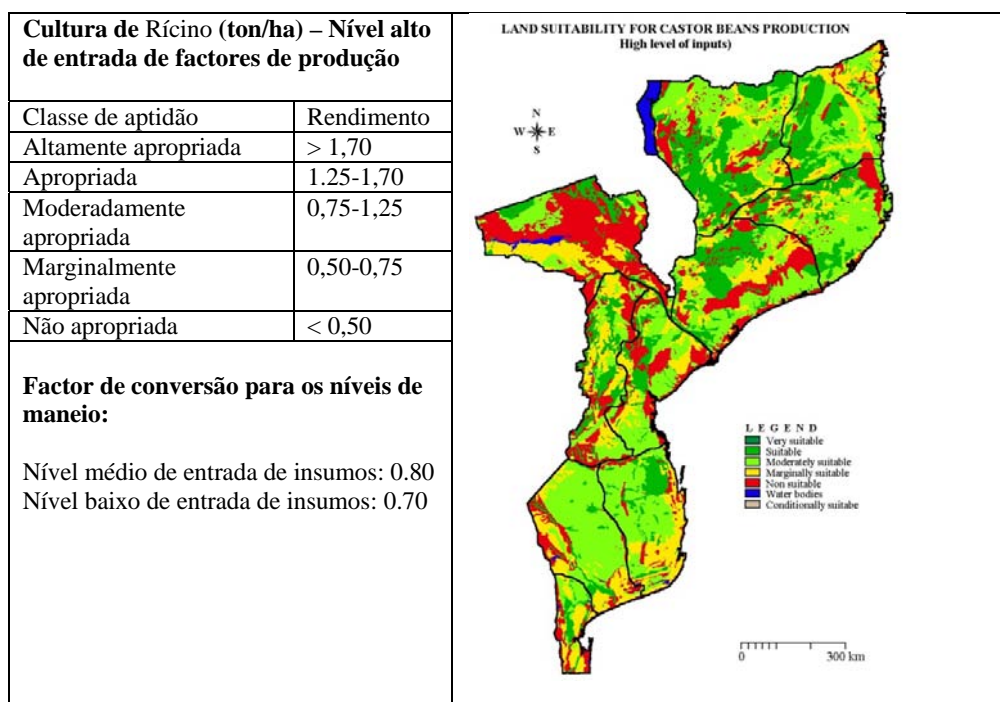 Cultura de Rícino (ton/ha) – Nível alto
de entrada de factores de produção
Classe de aptidão Rendimento
Altamente apropriada > 1,70
Apropriada 1.25-1,70
Moderadamente 0,75-1,25
apropriada
Marginalmente 0,50-0,75
apropriada
Não apropriada < 0,50
Factor de conversão para os níveis de
maneio:
Nível médio de entrada de insumos: 0.80
Nível baixo de entrada de insumos: 0.70
LAND SUITABILITY FOR CASTOR BEANS PRODUCTION
High level of inputs)
N
W E
S
L E G E N D
Very suitable
Suitable
Moderately suitable
Marginally suitable
Non suitable
Water bodies
Conditionally suitabe
0 300 km